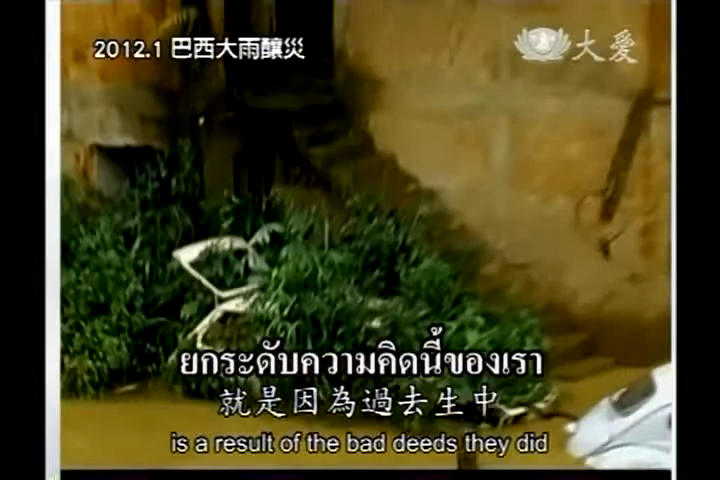 2012.1 巴西大雨釀災
大愛
ยกระดับความคิดนี้ของเรา
就是因為過去生中
is a result of the bad deeds they did